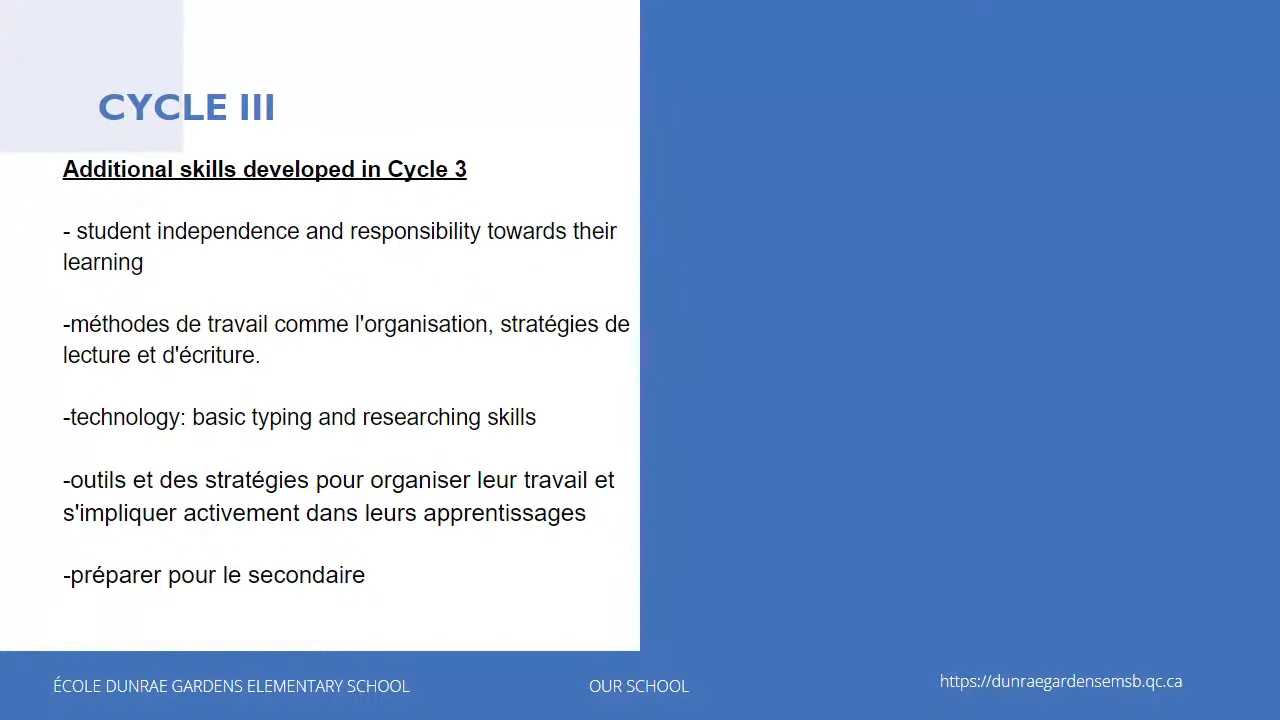 CYCLE III
Additional skills developed in Cycle 3
- student independence and responsibility towards their
learning
-méthodes de travail comme l'organisation, stratégies de
lecture et d'écriture.
-technology: basic typing and researching skills
-outils et des stratégies pour organiser leur travail et
s'impliquer activement dans leurs apprentissages
-préparer pour le secondaire
ÉCOLE DUNRAE GARDENS ELEMENTARY SCHOOL
OUR SCHOOL
https://dunraegardensemsb.qc.ca